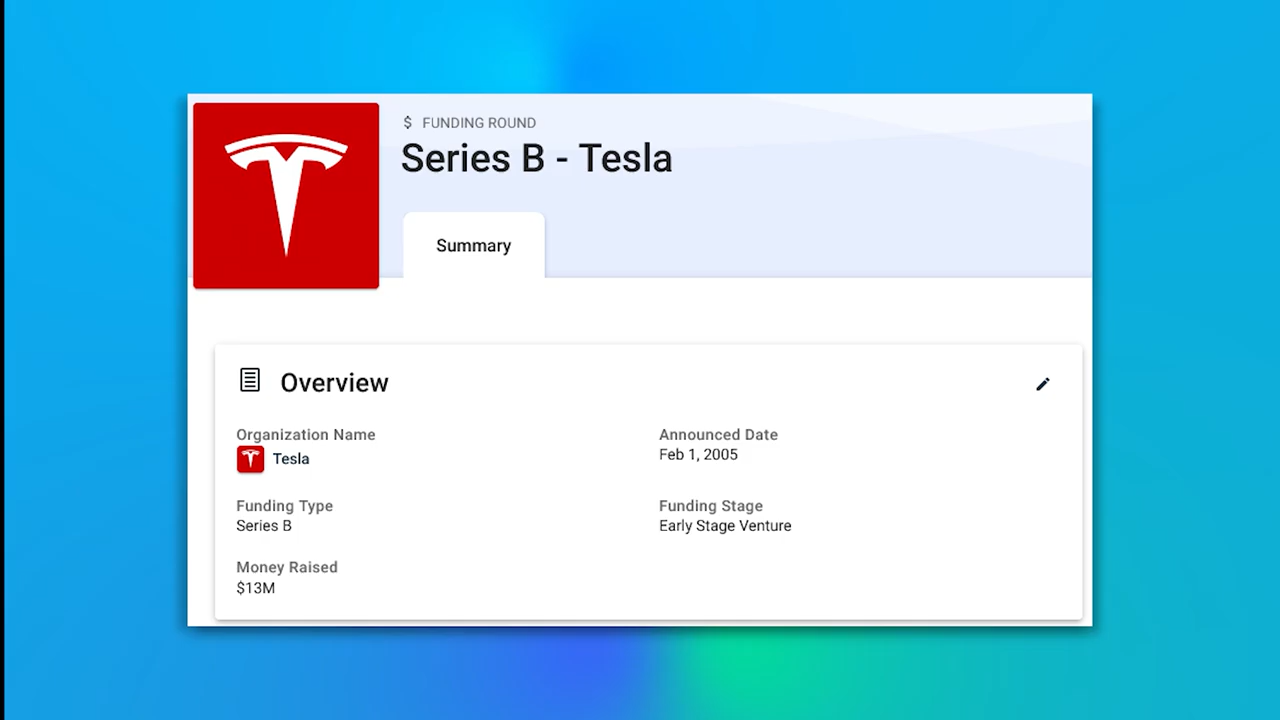 $ FUNDING ROUND
Series B - Tesla
Summary
Overview
Organization Name
Tesla
Announced Date
Feb 1, 2005
Funding Type
Series B
Funding Stage
Early Stage Venture
Money Raised
$13M